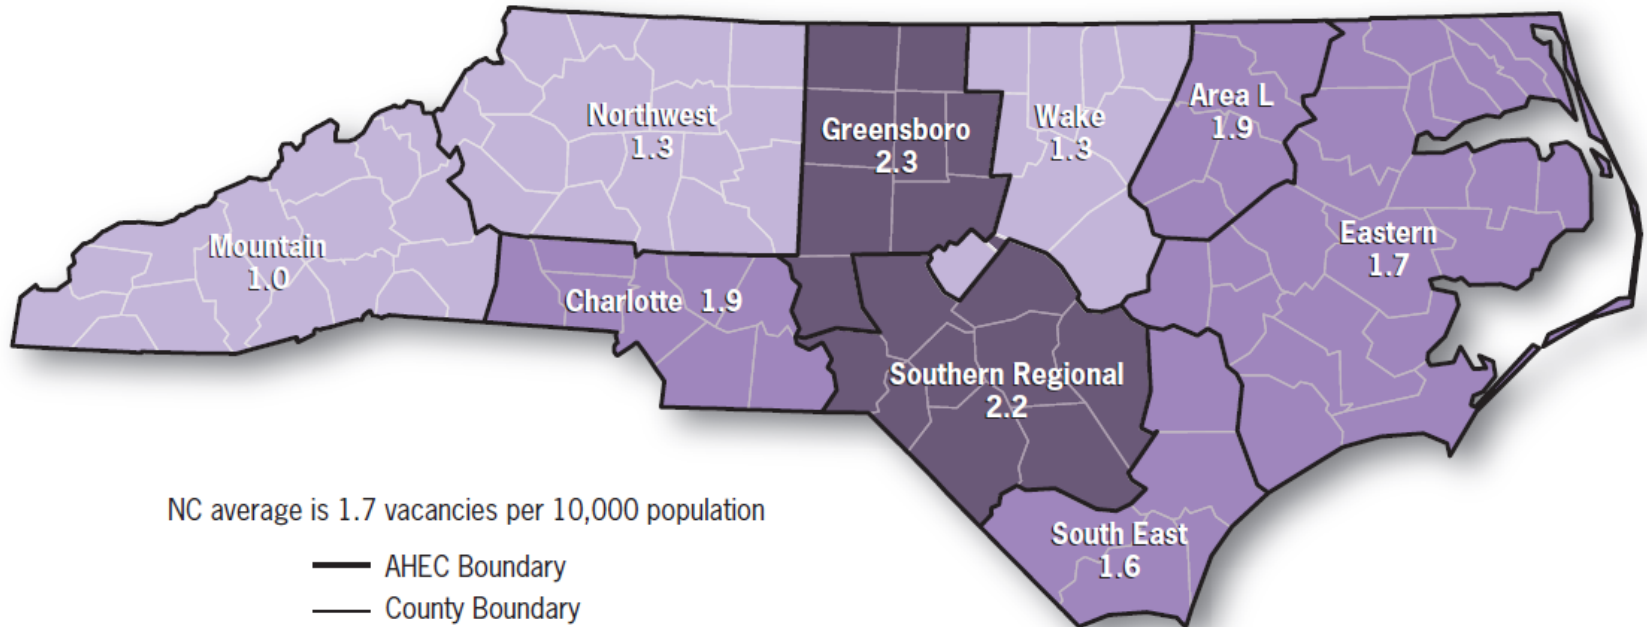 Northwest
1.3
Greensboro
2.3
Wake
1.3
Area L
1.9
Mountain
1.0
Charlotte 1.9
Eastern
1.7
Southern Regional
2.2
South East
1.6
NC average is 1.7 vacancies per 10,000 population
AHEC Boundary
County Boundary